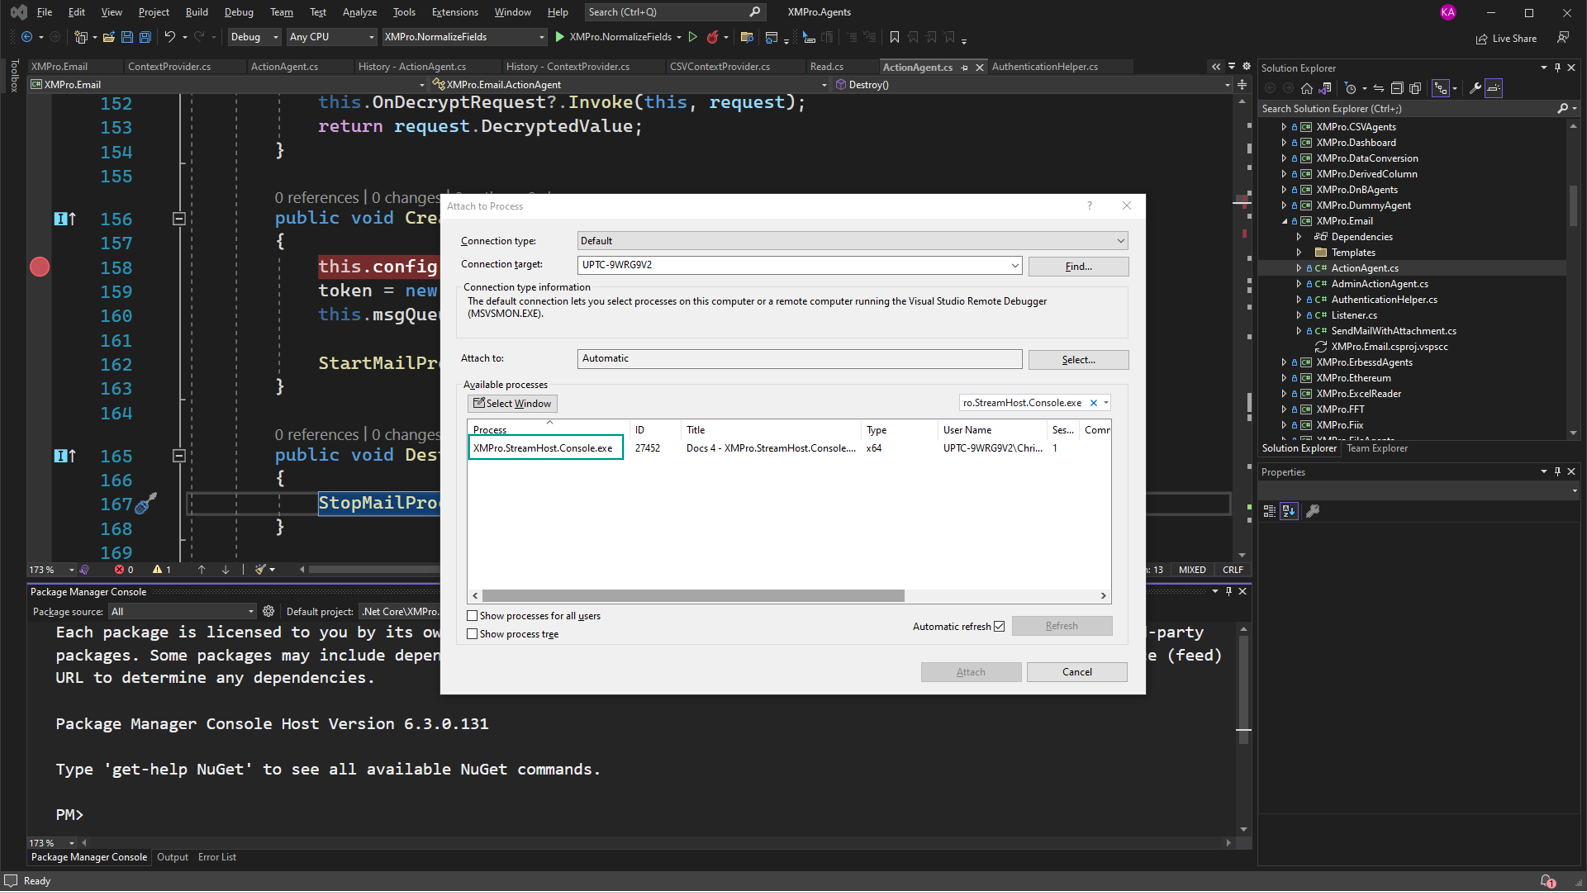 File Edit View Project Build Debug Team Test Analyze Tools Extensions Window Help Search (Ctrl+Q) XMPro.Agents KA
Debug Any CPU XMPro.NormalizeFields XMPro.NormalizeFields Live Share
Toolbox
XMPro.Email ContextProvider.cs ActionAgent.cs History - ActionAgent.cs History - ContextProvider.cs CSVContextProvider.cs Read.cs ActionAgent.cs AuthenticationHelper.cs
XMPro.Email XMPro.Email.ActionAgent Destroy()
152 this.OnDecryptRequest?.Invoke(this, request);
153 return request.DecryptedValue;
154 }
155
0 references | 0 changes
156 public void Cre
157 {
158 this.config
159 token = new
160 this.msgQue
161
162 StartMailPro
163 }
164
0 references | 0 changes
165 public void Des
166 {
167 StopMailPro
168 }
169
173 % 0 1 : 13 MIXED CRLF
Attach to Process ?
Connection type: Default
Connection target: UPTC-9WRG9V2 Find...
Connection type information
The default connection lets you select processes on this computer or a remote computer running the Visual Studio Remote Debugger
(MSVSMON.EXE).
Attach to: Automatic Select...
Available processes
Select Window ro.StreamHost.Console.exe
Process ID Title Type User Name Ses... Comm
XMPro.StreamHost.Console.exe 27452 Docs 4 - XMPro.StreamHost.Console.... x64 UPTC-9WRG9V2\Chri... 1
Show processes for all users
Show process tree
Automatic refresh Refresh
Attach Cancel
Package Manager Console
Package source: All Default project: .Net Core\XMPro.
Each package is licensed to you by its ow d-party
packages. Some packages may include depen e (feed)
URL to determine any dependencies.
Package Manager Console Host Version 6.3.0.131
Type 'get-help NuGet' to see all available NuGet commands.
PM>
173 %
Package Manager Console Output Error List
Ready 1
Solution Explorer
Search Solution Explorer (Ctrl+;)
XMPro.CSVAgents
XMPro.Dashboard
XMPro.DataConversion
XMPro.DerivedColumn
XMPro.DnBAgents
XMPro.DummyAgent
XMPro.Email
Dependencies
Templates
C# ActionAgent.cs
C# AdminActionAgent.cs
C# AuthenticationHelper.cs
C# Listener.cs
C# SendMailWithAttachment.cs
XMPro.Email.csproj.vspscc
XMPro.ErbessdAgents
XMPro.Ethereum
XMPro.ExcelReader
XMPro.FFT
XMPro.Fiix
Solution Explorer Team Explorer
Properties